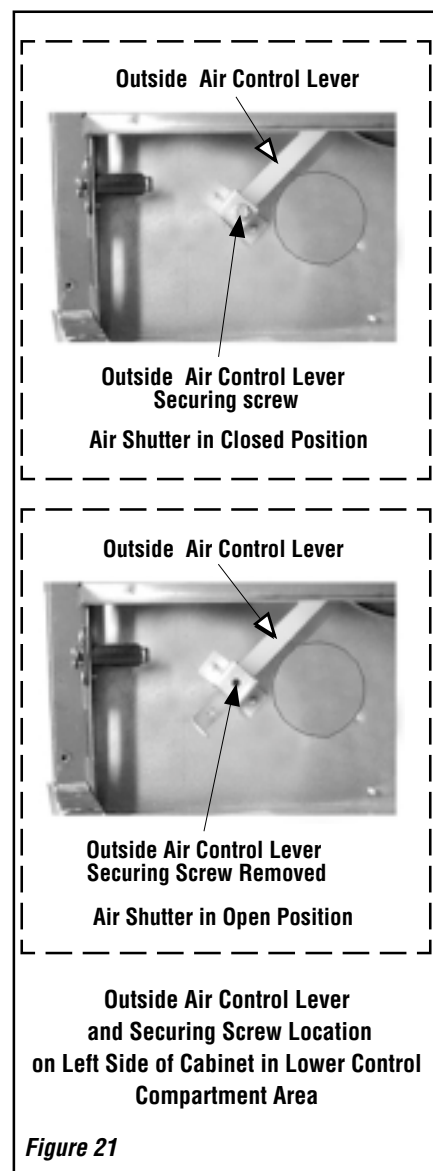 Outside Air Control Lever
Outside Air Control Lever
Securing screw
Air Shutter in Closed Position
Outside Air Control Lever
Outside Air Control Lever
Securing Screw Removed
Air Shutter in Open Position
Outside Air Control Lever
and Securing Screw Location
on Left Side of Cabinet in Lower Control
Compartment Area
Figure 21